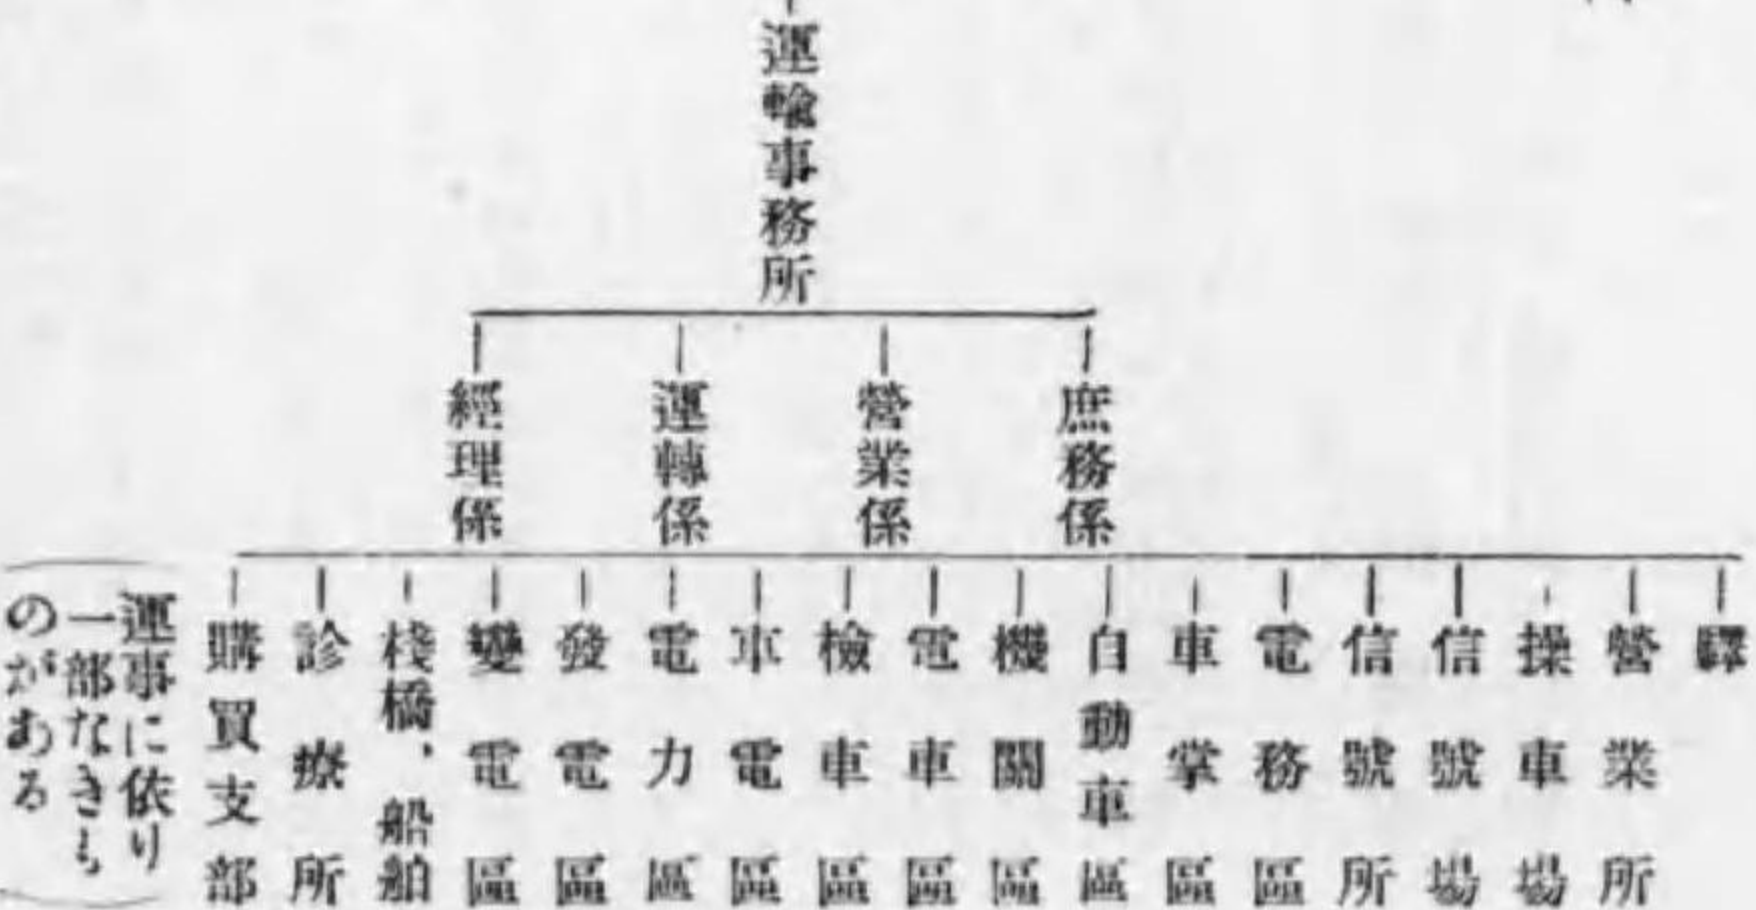 運輸事務所
庶務係
營業係
運轉係
經理係
驛
營業所
操車場
信號場
信號所
電務區
車掌區
自動車區
機關區
電車區
檢車區
車電區
電力區
發電區
變電區
棧橋、船舶
診療所
購買支部
運事に依り
一部なきも
のがある